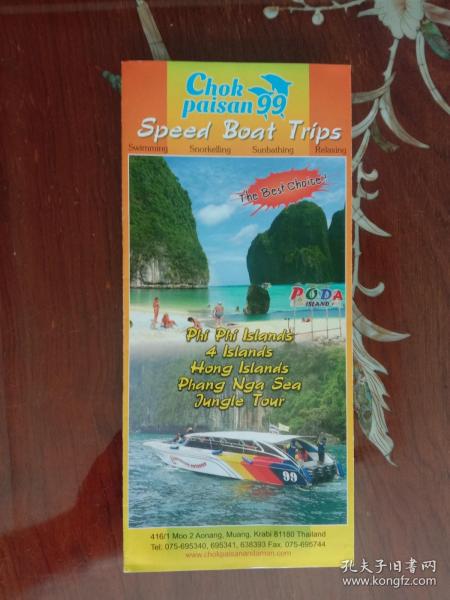 Chok
paisan 99
Speed Boat Trips
Swimming Snorkelling Sunbathing Relaxing
The Best Choice!
PODA
ISLAND
Phi Phi Islands
4 Islands
Hong Islands
Phang Nga Sea
Jungle Tour
99
416/1 Moo 2 Aonang, Muang, Krabi 81180 Thailand
Tel: 075-695340, 695341, 638393 Fax. 075-695744
www.chokpaisanandaman.com
孔夫子旧书网
www.kongfz.com